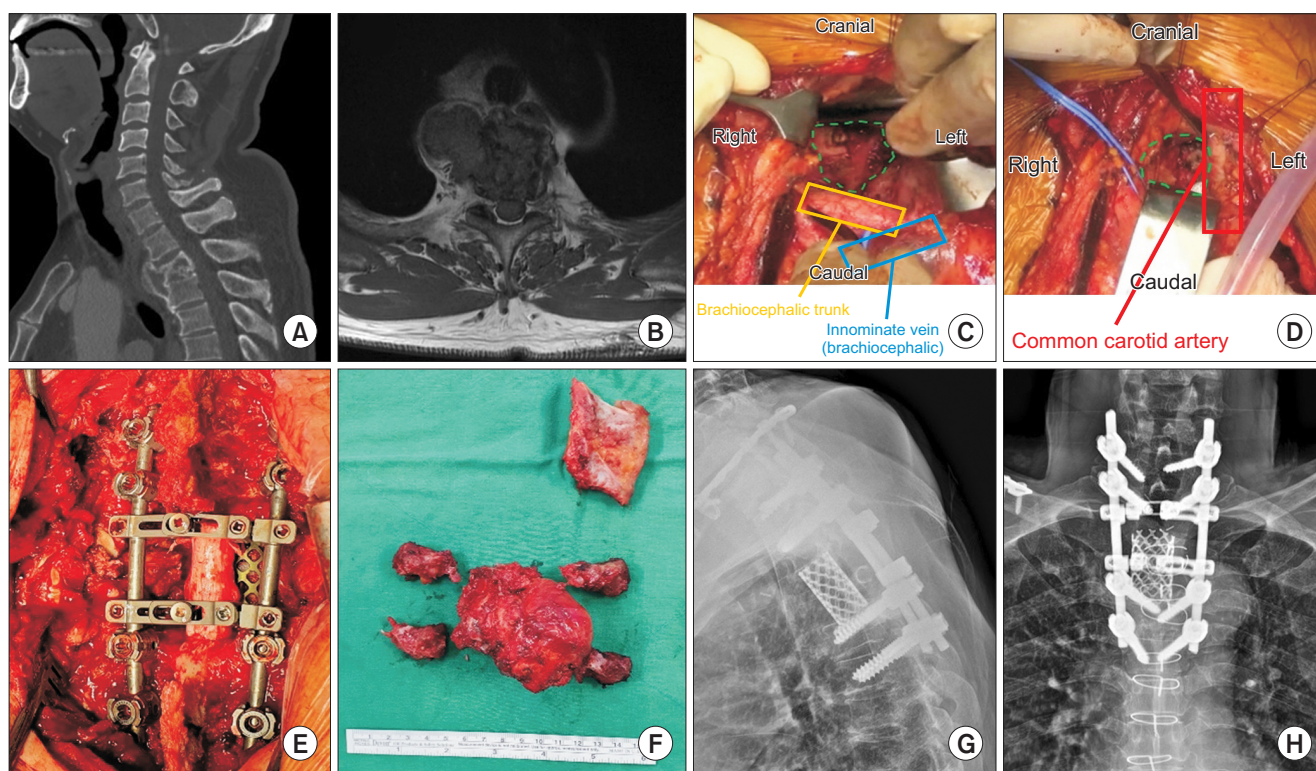 Cranial
Right
Left
Caudal
Brachiocephalic trunk
Innominate vein
(brachiocephalic)
Cranial
Right
Left
Caudal
Common carotid artery
A
B
C
D
E
F
G
H